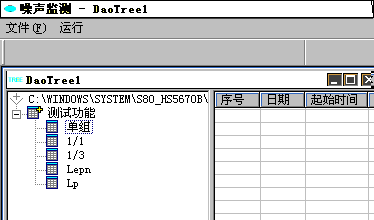 噪声监测 - DaoTree1
文件(F) 运行
TREE DaoTree1
C:\WINDOWS\SYSTEM\S80_HS5670B\
测试功能
单组
1/1
1/3
Lepn
Lp
序号 日期 起始时间